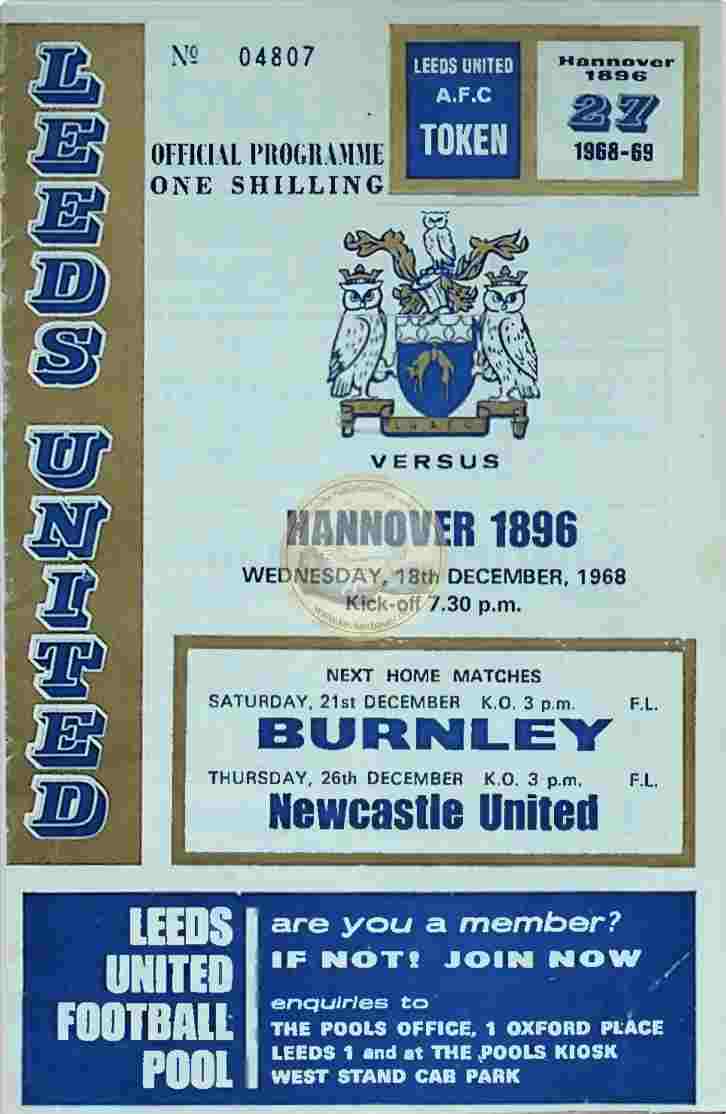 LEEDS UNITED
Nº 04807
OFFICIAL PROGRAMME
ONE SHILLING
LEEDS UNITED
A.F.C
TOKEN
Hannover
1896
27
1968-69
L.U.A.F.C.
VERSUS
HANNOVER 1896
WEDNESDAY, 18th DECEMBER, 1968
Kick-off 7.30 p.m.
NEXT HOME MATCHES
SATURDAY, 21st DECEMBER K.O. 3 p.m. F.L.
BURNLEY
THURSDAY, 26th DECEMBER K.O. 3 p.m. F.L.
Newcastle United
LEEDS
UNITED
FOOTBALL
POOL
are you a member?
IF NOT! JOIN NOW
enquiries to
THE POOLS OFFICE, 1 OXFORD PLACE
LEEDS 1 and at THE POOLS KIOSK
WEST STAND CAR PARK